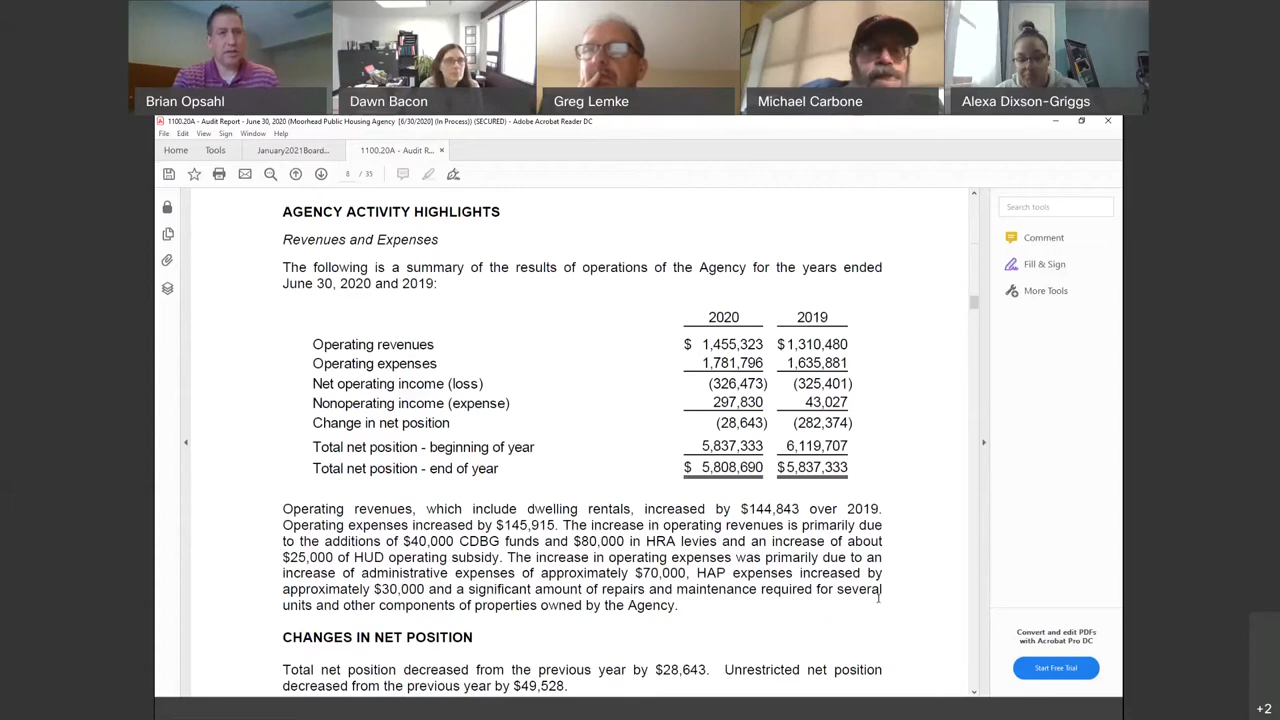 Brian Opsahl
Dawn Bacon
Greg Lemke
Michael Carbone
Alexa Dixson-Griggs
1100.20A - Audit Report - June 30, 2020 (Moorhead Public Housing Agency [6/30/2020] (In Process)) (SECURED) - Adobe Acrobat Reader DC
File Edit View Sign Window Help
Home Tools January2021Board... 1100.20A - Audit R... ×
8 / 35
Search tools
Comment
Fill & Sign
More Tools
AGENCY ACTIVITY HIGHLIGHTS
Revenues and Expenses
The following is a summary of the results of operations of the Agency for the years ended
June 30, 2020 and 2019:
2020 2019
Operating revenues $ 1,455,323 $ 1,310,480
Operating expenses 1,781,796 1,635,881
Net operating income (loss) (326,473) (325,401)
Nonoperating income (expense) 297,830 43,027
Change in net position (28,643) (282,374)
Total net position - beginning of year 5,837,333 6,119,707
Total net position - end of year $ 5,808,690 $ 5,837,333
Operating revenues, which include dwelling rentals, increased by $144,843 over 2019.
Operating expenses increased by $145,915. The increase in operating revenues is primarily due
to the additions of $40,000 CDBG funds and $80,000 in HRA levies and an increase of about
$25,000 of HUD operating subsidy. The increase in operating expenses was primarily due to an
increase of administrative expenses of approximately $70,000, HAP expenses increased by
approximately $30,000 and a significant amount of repairs and maintenance required for several
units and other components of properties owned by the Agency.
CHANGES IN NET POSITION
Total net position decreased from the previous year by $28,643. Unrestricted net position
decreased from the previous year by $49,528.
Convert and edit PDFs
with Acrobat Pro DC
Start Free Trial
+2